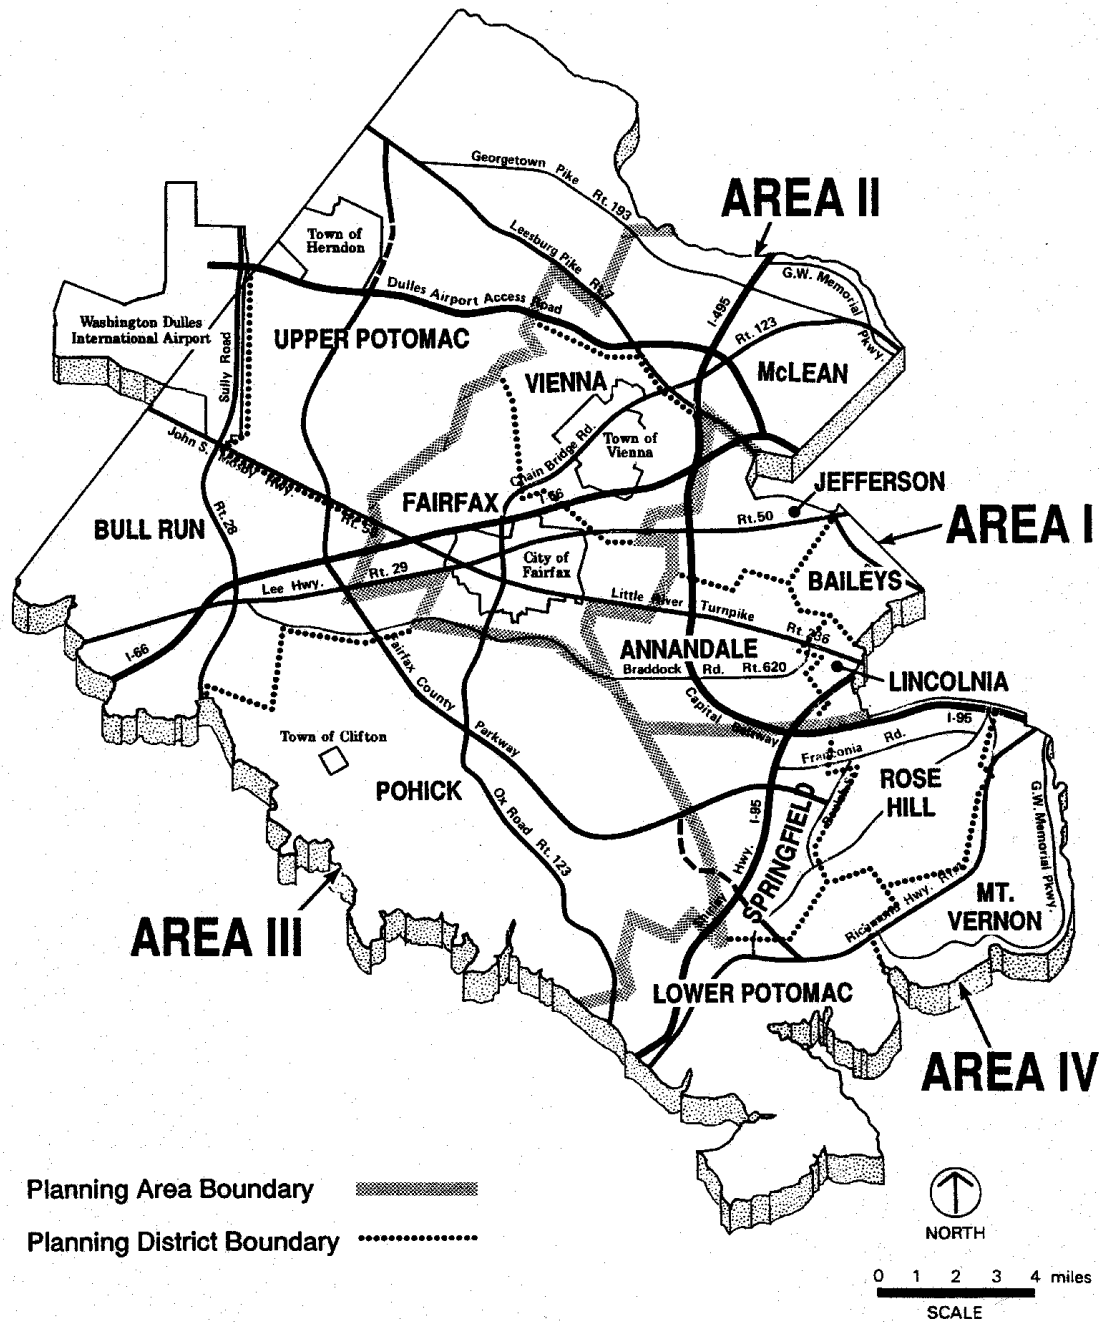 Georgetown Pike Rt. 193
AREA II
Town of
Herndon
Leesburg Pike Rt. 7
G.W. Memorial Pkwy.
Dulles Airport Access Road
I-495
Rt. 123
Washington Dulles
International Airport
UPPER POTOMAC
Sully Road
VIENNA
McLEAN
John S. Mosby Hwy.
Chain Bridge Rd.
Town of
Vienna
JEFFERSON
FAIRFAX
66
Rt. 50
AREA I
BULL RUN
Rt. 28
City of
Fairfax
BAILEYS
Lee Hwy.
Rt. 29
Little River Turnpike
Rt. 236
I-66
ANNANDALE
Braddock Rd. Rt. 620
LINCOLNIA
Fairfax County Parkway
Capital Beltway
I-95
Town of Clifton
Franconia Rd.
POHICK
ROSE
HILL
Ox Road Rt. 123
I-95
SPRINGFIELD
G.W. Memorial Pkwy.
Hwy.
Richmond Hwy. Rt. 1
MT.
VERNON
AREA III
LOWER POTOMAC
AREA IV
Planning Area Boundary
Planning District Boundary
NORTH
0 1 2 3 4 miles
SCALE